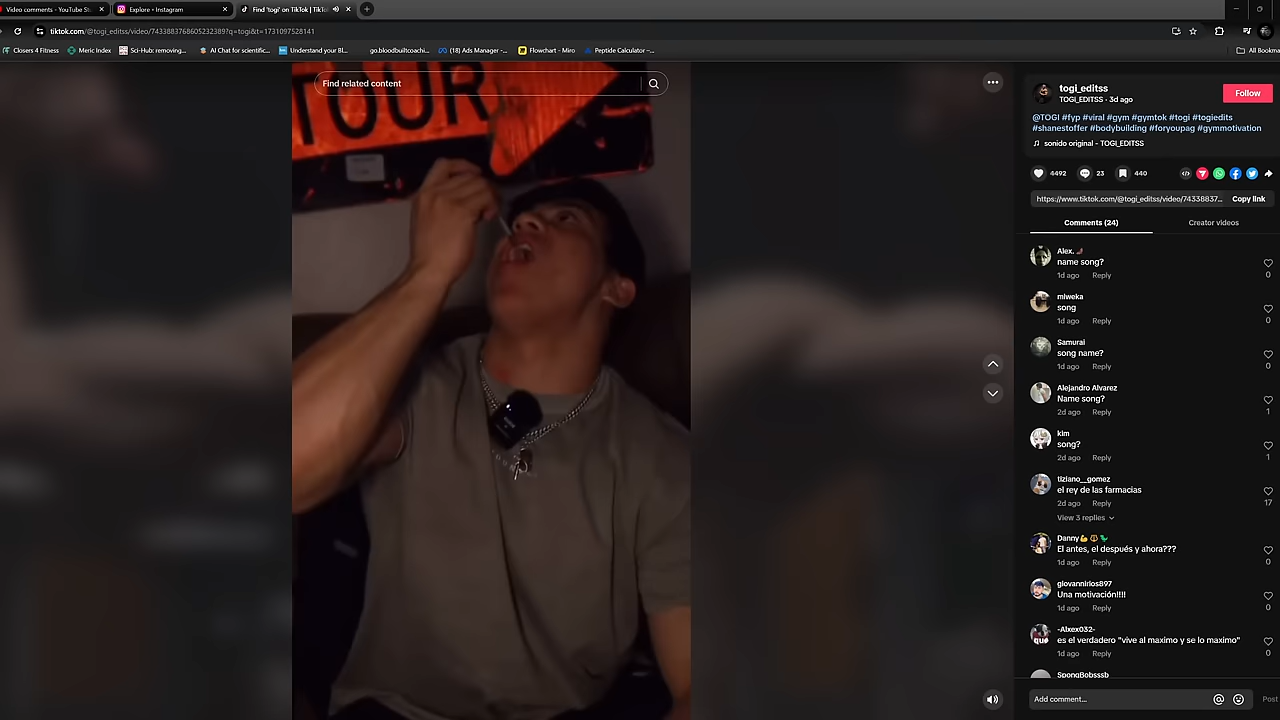 Video comments - YouTube St...
Explore • Instagram
Find 'togi' on TikTok | TikT
tiktok.com/@togi_editss/video/7433883768605232389?q=togi&t=1731097528141
Closers 4 Fitness
Meric Index
Sci-Hub: removing...
AI Chat for scientific...
Understand your Bl...
go.bloodbuiltcoachi...
(18) Ads Manager -...
Flowchart - Miro
Peptide Calculator -...
All Bookma
TOUR
Find related content
togi_editss
TOGI_EDITSS · 3d ago
Follow
@TOGI #fyp #viral #gym #gymtok #togi #togiedits
#shanestoffer #bodybuilding #foryoupag #gymmotivation
sonido original - TOGI_EDITSS
4492
23
440
https://www.tiktok.com/@togi_editss/video/74338837...
Copy link
Comments (24)
Creator videos
Alex.
name song?
1d ago Reply
0
miweka
song
1d ago Reply
0
Samurai
song name?
1d ago Reply
0
Alejandro Alvarez
Name song?
2d ago Reply
1
kim
song?
2d ago Reply
1
tiziano__gomez
el rey de las farmacias
2d ago Reply
17
View 3 replies
Danny
El antes, el después y ahora???
1d ago Reply
0
giovannirios897
Una motivación!!!!
1d ago Reply
0
-Alxex032-
es el verdadero "vive al maximo y se lo maximo"
1d ago Reply
0
SpongBobsssb
Add comment...
Post